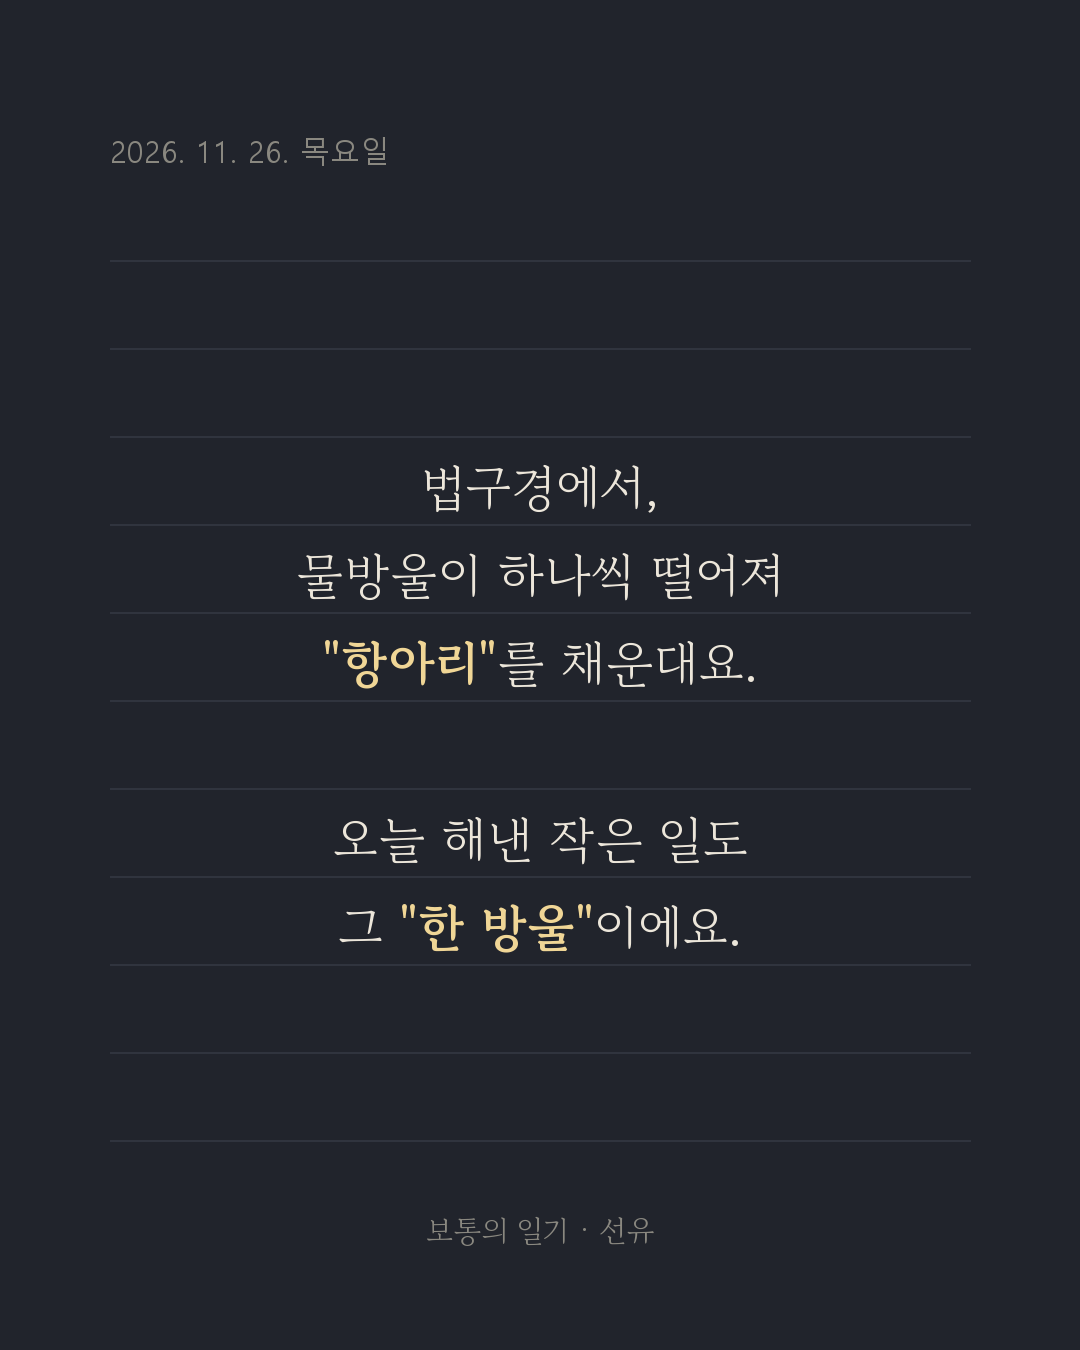 2026. 11. 26. 목요일
법구경에서,
물방울이 하나씩 떨어져
"항아리"를 채운대요.
오늘 해낸 작은 일도
그 "한 방울"이에요.
보통의 일기 · 선유